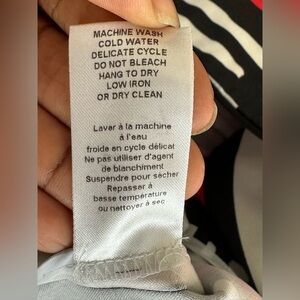 MACHINE WASH
COLD WATER
DELICATE CYCLE
DO NOT BLEACH
HANG TO DRY
LOW IRON
OR DRY CLEAN
Laver à la machine
à l'eau
froide en cycle délicat
Ne pas utiliser d'agent
de blanchiment
Suspendre pour sécher
Repasser à
basse température
ou nettoyer à sec